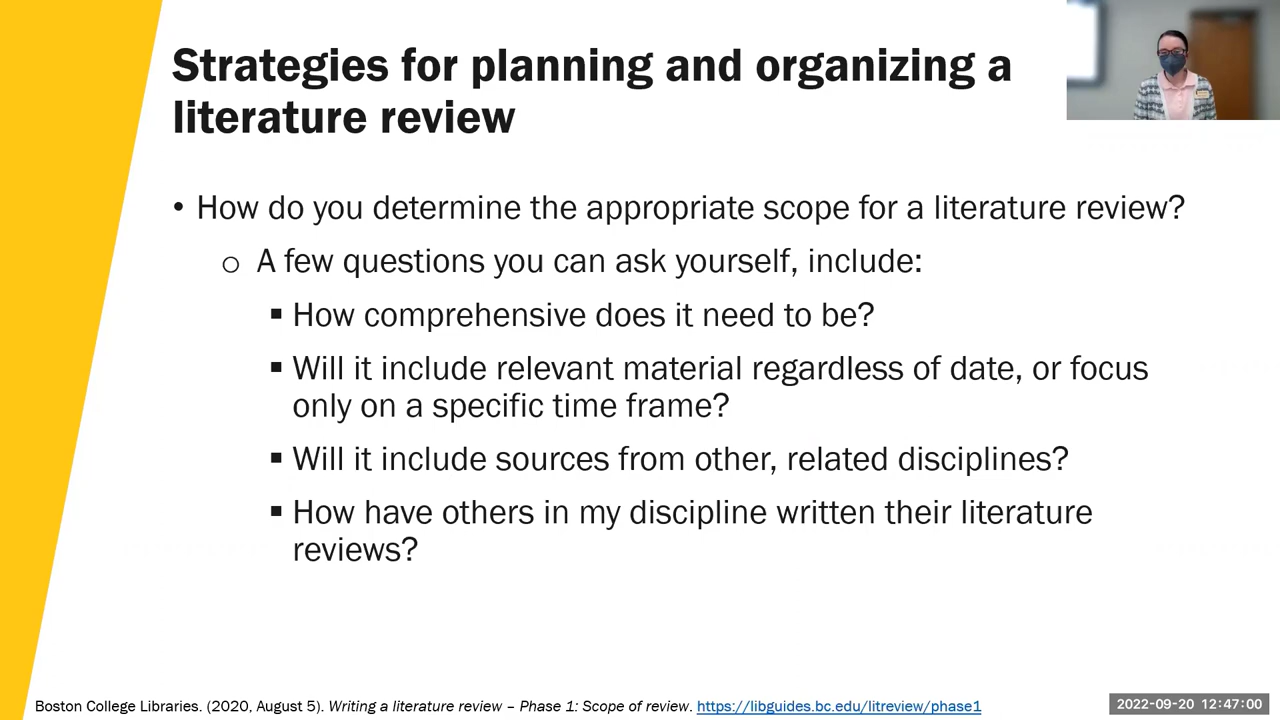 Strategies for planning and organizing a
literature review
• How do you determine the appropriate scope for a literature review?
o A few questions you can ask yourself, include:
▪ How comprehensive does it need to be?
▪ Will it include relevant material regardless of date, or focus
only on a specific time frame?
▪ Will it include sources from other, related disciplines?
▪ How have others in my discipline written their literature
reviews?
Boston College Libraries. (2020, August 5). Writing a literature review – Phase 1: Scope of review. https://libguides.bc.edu/litreview/phase1
2022-09-20 12:47:00